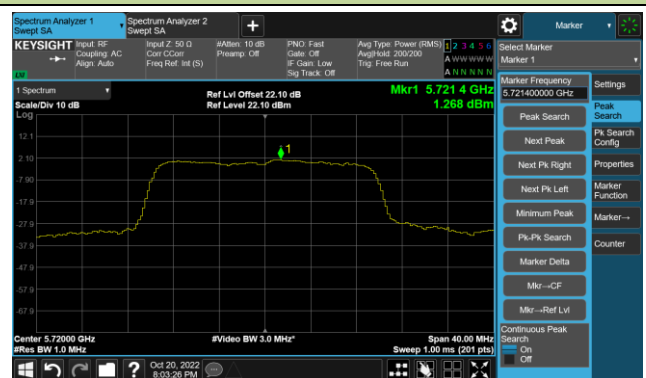 Spectrum Analyzer 1
Swept SA
Spectrum Analyzer 2
Swept SA
+
Marker
KEYSIGHT
Input: RF
Coupling: AC
Align: Auto
Input Z: 50 Ω
Corr CCorr
Freq Ref: Int (S)
#Atten: 10 dB
Preamp: Off
PNO: Fast
Gate: Off
IF Gain: Low
Sig Track: Off
Avg Type: Power (RMS)
Avg|Hold: 200/200
Trig: Free Run
1 2 3 4 5 6
A W W W W W
A N N N N N
Select Marker
Marker 1
Marker Frequency
5.721400000 GHz
Settings
Peak Search
Next Peak
Next Pk Right
Next Pk Left
Minimum Peak
Pk-Pk Search
Marker Delta
Mkr→CF
Mkr→Ref Lvl
Continuous Peak
Search
On
Off
Peak
Search
Pk Search
Config
Properties
Marker
Function
Marker→
Counter
1 Spectrum
Scale/Div 10 dB
Log
Ref Lvl Offset 22.10 dB
Ref Level 22.10 dBm
Mkr1 5.721 4 GHz
1.268 dBm
1
12.1
2.10
-7.90
-17.9
-27.9
-37.9
-47.9
-57.9
-67.9
Center 5.72000 GHz
#Res BW 1.0 MHz
#Video BW 3.0 MHz*
Span 40.00 MHz
Sweep 1.00 ms (201 pts)
?
Oct 20, 2022
8:03:26 PM